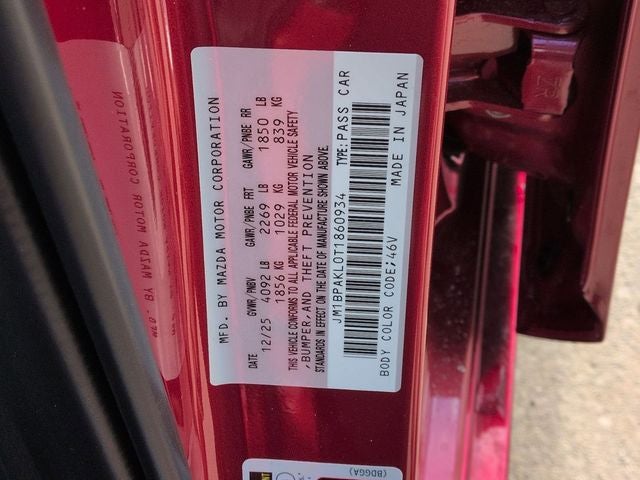 MFD. BY MAZDA MOTOR CORPORATION
DATE GVWR/PNBV GAWR/PNBE FRT GAWR/PNBE RR
12/25 4092 LB 2269 LB 1850 LB
1856 KG 1029 KG 839 KG
THIS VEHICLE CONFORMS TO ALL APPLICABLE FEDERAL MOTOR VEHICLE SAFETY
,BUMPER,AND THEFT PREVENTION
STANDARDS IN EFFECT ON THE DATE OF MANUFACTURE SHOWN ABOVE.
JM1BPAKL0T1860934 TYPE:PASS CAR
BODY COLOR CODE:46V MADE IN JAPAN
(BDGGA)